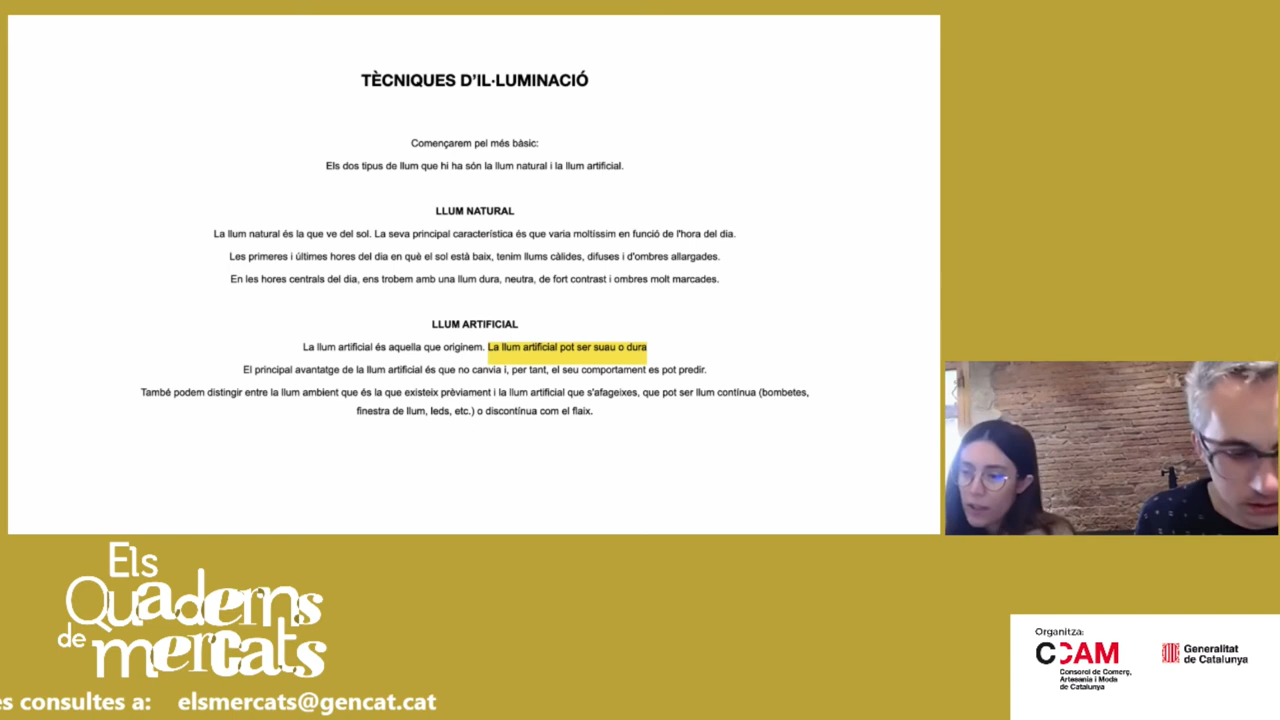 TÈCNIQUES D'IL·LUMINACIÓ
Començarem pel més bàsic:
Els dos tipus de llum que hi ha són la llum natural i la llum artificial.
LLUM NATURAL
La llum natural és la que ve del sol. La seva principal característica és que varia moltíssim en funció de l'hora del dia.
Les primeres i últimes hores del dia en què el sol està baix, tenim llums càlides, difuses i d'ombres allargades.
En les hores centrals del dia, ens trobem amb una llum dura, neutra, de fort contrast i ombres molt marcades.
LLUM ARTIFICIAL
La llum artificial és aquella que originem. La llum artificial pot ser suau o dura
El principal avantatge de la llum artificial és que no canvia i, per tant, el seu comportament es pot predir.
També podem distingir entre la llum ambient que és la que existeix prèviament i la llum artificial que s'afageixes, que pot ser llum contínua (bombetes,
finestra de llum, leds, etc.) o discontínua com el flaix.
Els
Quaderns
de mercats
es consultes a: elsmercats@gencat.cat
Organitza:
CCAM
Consorci de Comerç,
Artesania i Moda
de Catalunya
Generalitat
de Catalunya